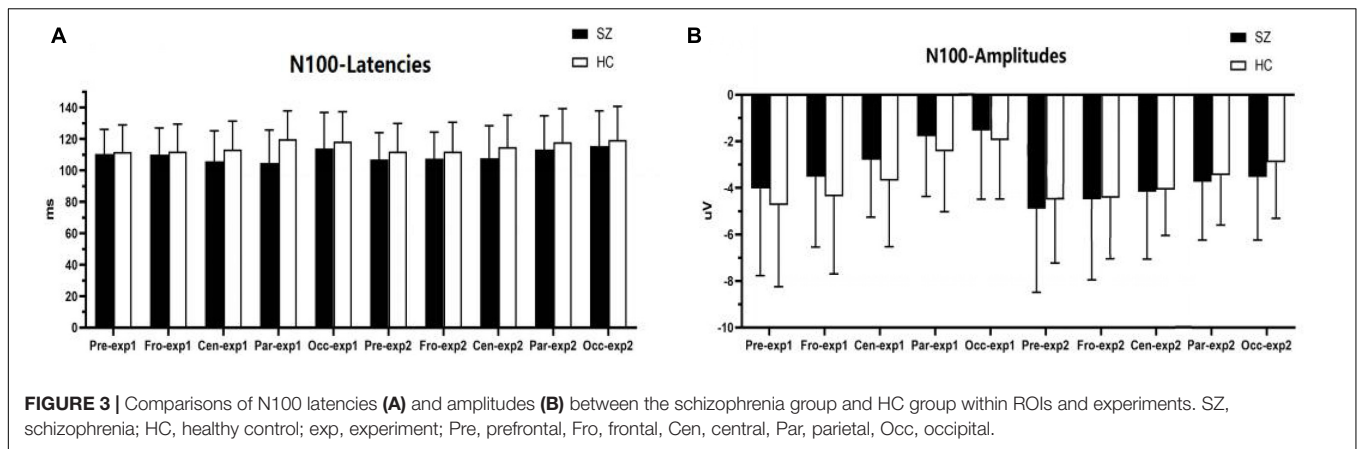 A
SZ
HC
N100-Latencies
140
120
100
80
60
40
20
0
ms
Pre-exp1 Fro-exp1 Cen-exp1 Par-exp1 Occ-exp1 Pre-exp2 Fro-exp2 Cen-exp2 Par-exp2 Occ-exp2
B
SZ
HC
N100-Amplitudes
0
-2
-4
-6
-8
-10
uV
Pre-exp1 Fro-exp1 Cen-exp1 Par-exp1 Occ-exp1 Pre-exp2 Fro-exp2 Cen-exp2 Par-exp2 Occ-exp2
FIGURE 3 | Comparisons of N100 latencies (A) and amplitudes (B) between the schizophrenia group and HC group within ROIs and experiments. SZ,
schizophrenia; HC, healthy control; exp, experiment; Pre, prefrontal, Fro, frontal, Cen, central, Par, parietal, Occ, occipital.